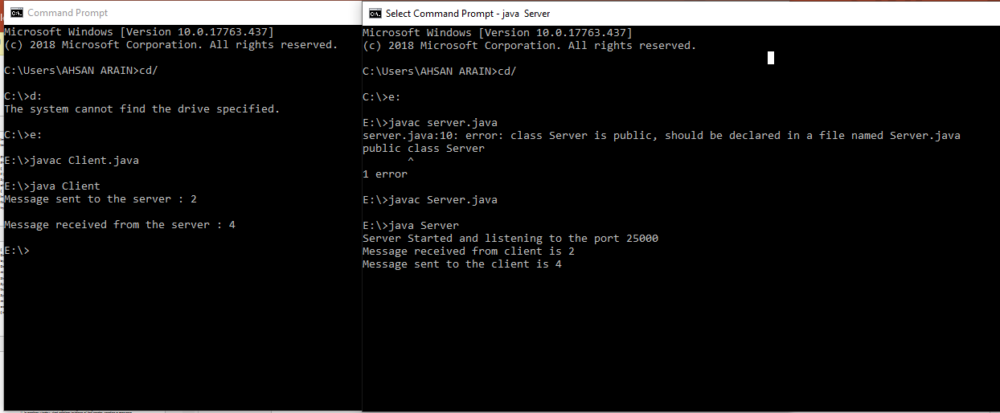 Command Prompt
Microsoft Windows [Version 10.0.17763.437]
(c) 2018 Microsoft Corporation. All rights reserved.
C:\Users\AHSAN ARAIN>cd/
C:\>d:
The system cannot find the drive specified.
C:\>e:
E:\>javac Client.java
E:\>java Client
Message sent to the server : 2
Message received from the server : 4
E:\>
Select Command Prompt - java  Server
Microsoft Windows [Version 10.0.17763.437]
(c) 2018 Microsoft Corporation. All rights reserved.
C:\Users\AHSAN ARAIN>cd/
C:\>e:
E:\>javac server.java
server.java:10: error: class Server is public, should be declared in a file named Server.java
public class Server
       ^
1 error
E:\>javac Server.java
E:\>java Server
Server Started and listening to the port 25000
Message received from client is 2
Message sent to the client is 4